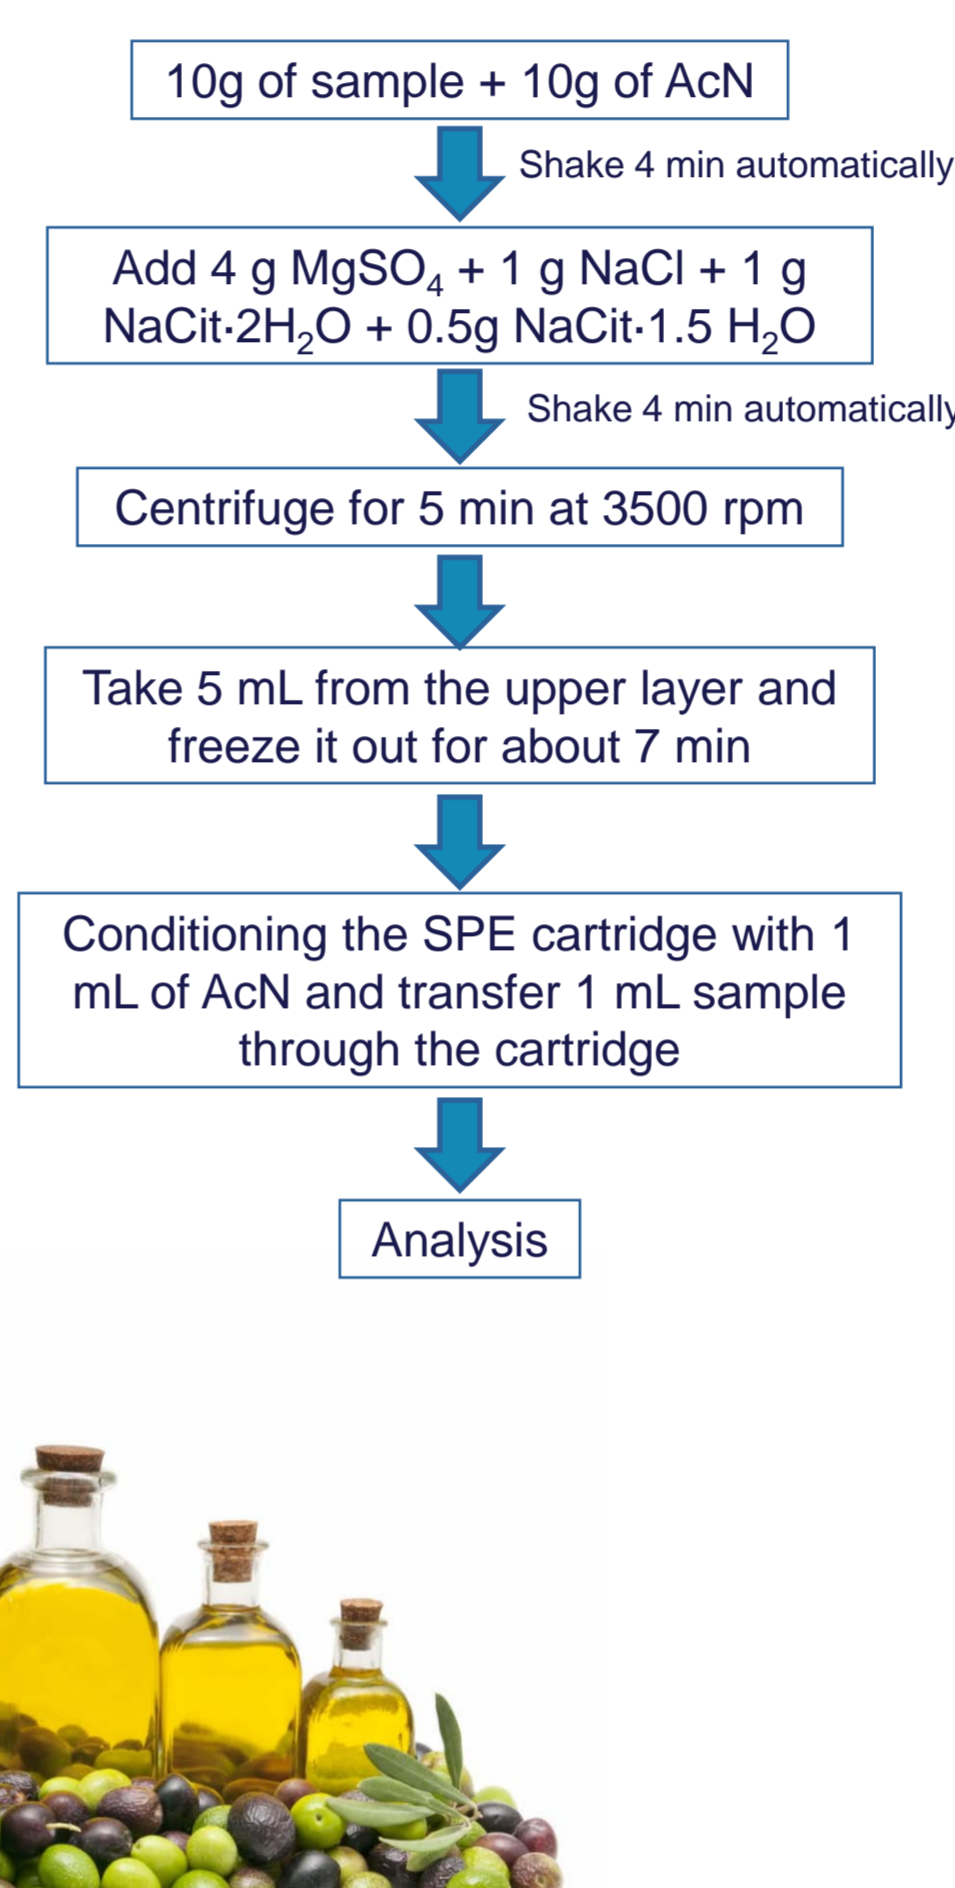 10g of sample + 10g of AcN
Shake 4 min automatically
Add 4 g MgSO₄ + 1 g NaCl + 1 g
NaCit·2H₂O + 0.5g NaCit·1.5 H₂O
Shake 4 min automatically
Centrifuge for 5 min at 3500 rpm
Take 5 mL from the upper layer and
freeze it out for about 7 min
Conditioning the SPE cartridge with 1
mL of AcN and transfer 1 mL sample
through the cartridge
Analysis